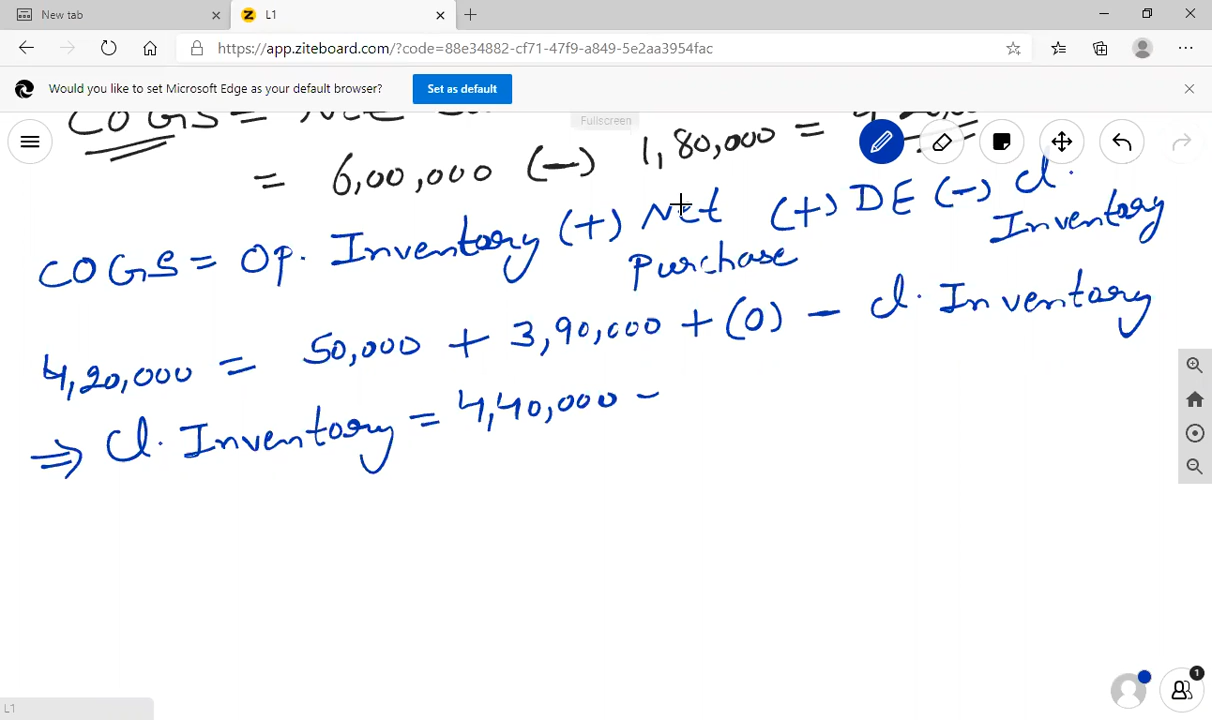 New tab
L1
https://app.ziteboard.com/?code=88e34882-cf71-47f9-a849-5e2aa3954fac
Would you like to set Microsoft Edge as your default browser?
Set as default
COGS = Net
Fullscreen
= 6,00,000 (-) 1,80,000 =
COGS = Op. Inventory (+) Net Purchase (+) DE (-) Cl. Inventory
4,20,000 = 50,000 + 3,90,000 + (0) - Cl. Inventory
⇒ Cl. Inventory = 4,40,000 -
1
L1